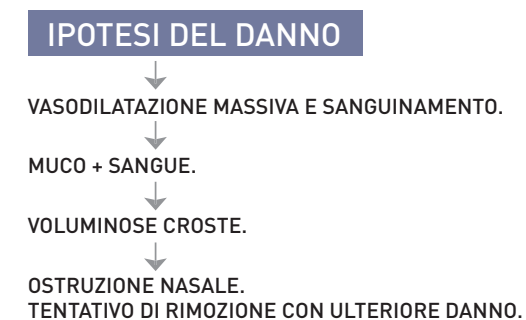 IPOTESI DEL DANNO
VASODILATAZIONE MASSIVA E SANGUINAMENTO.
MUCO + SANGUE.
VOLUMINOSE CROSTE.
OSTRUZIONE NASALE.
TENTATIVO DI RIMOZIONE CON ULTERIORE DANNO.